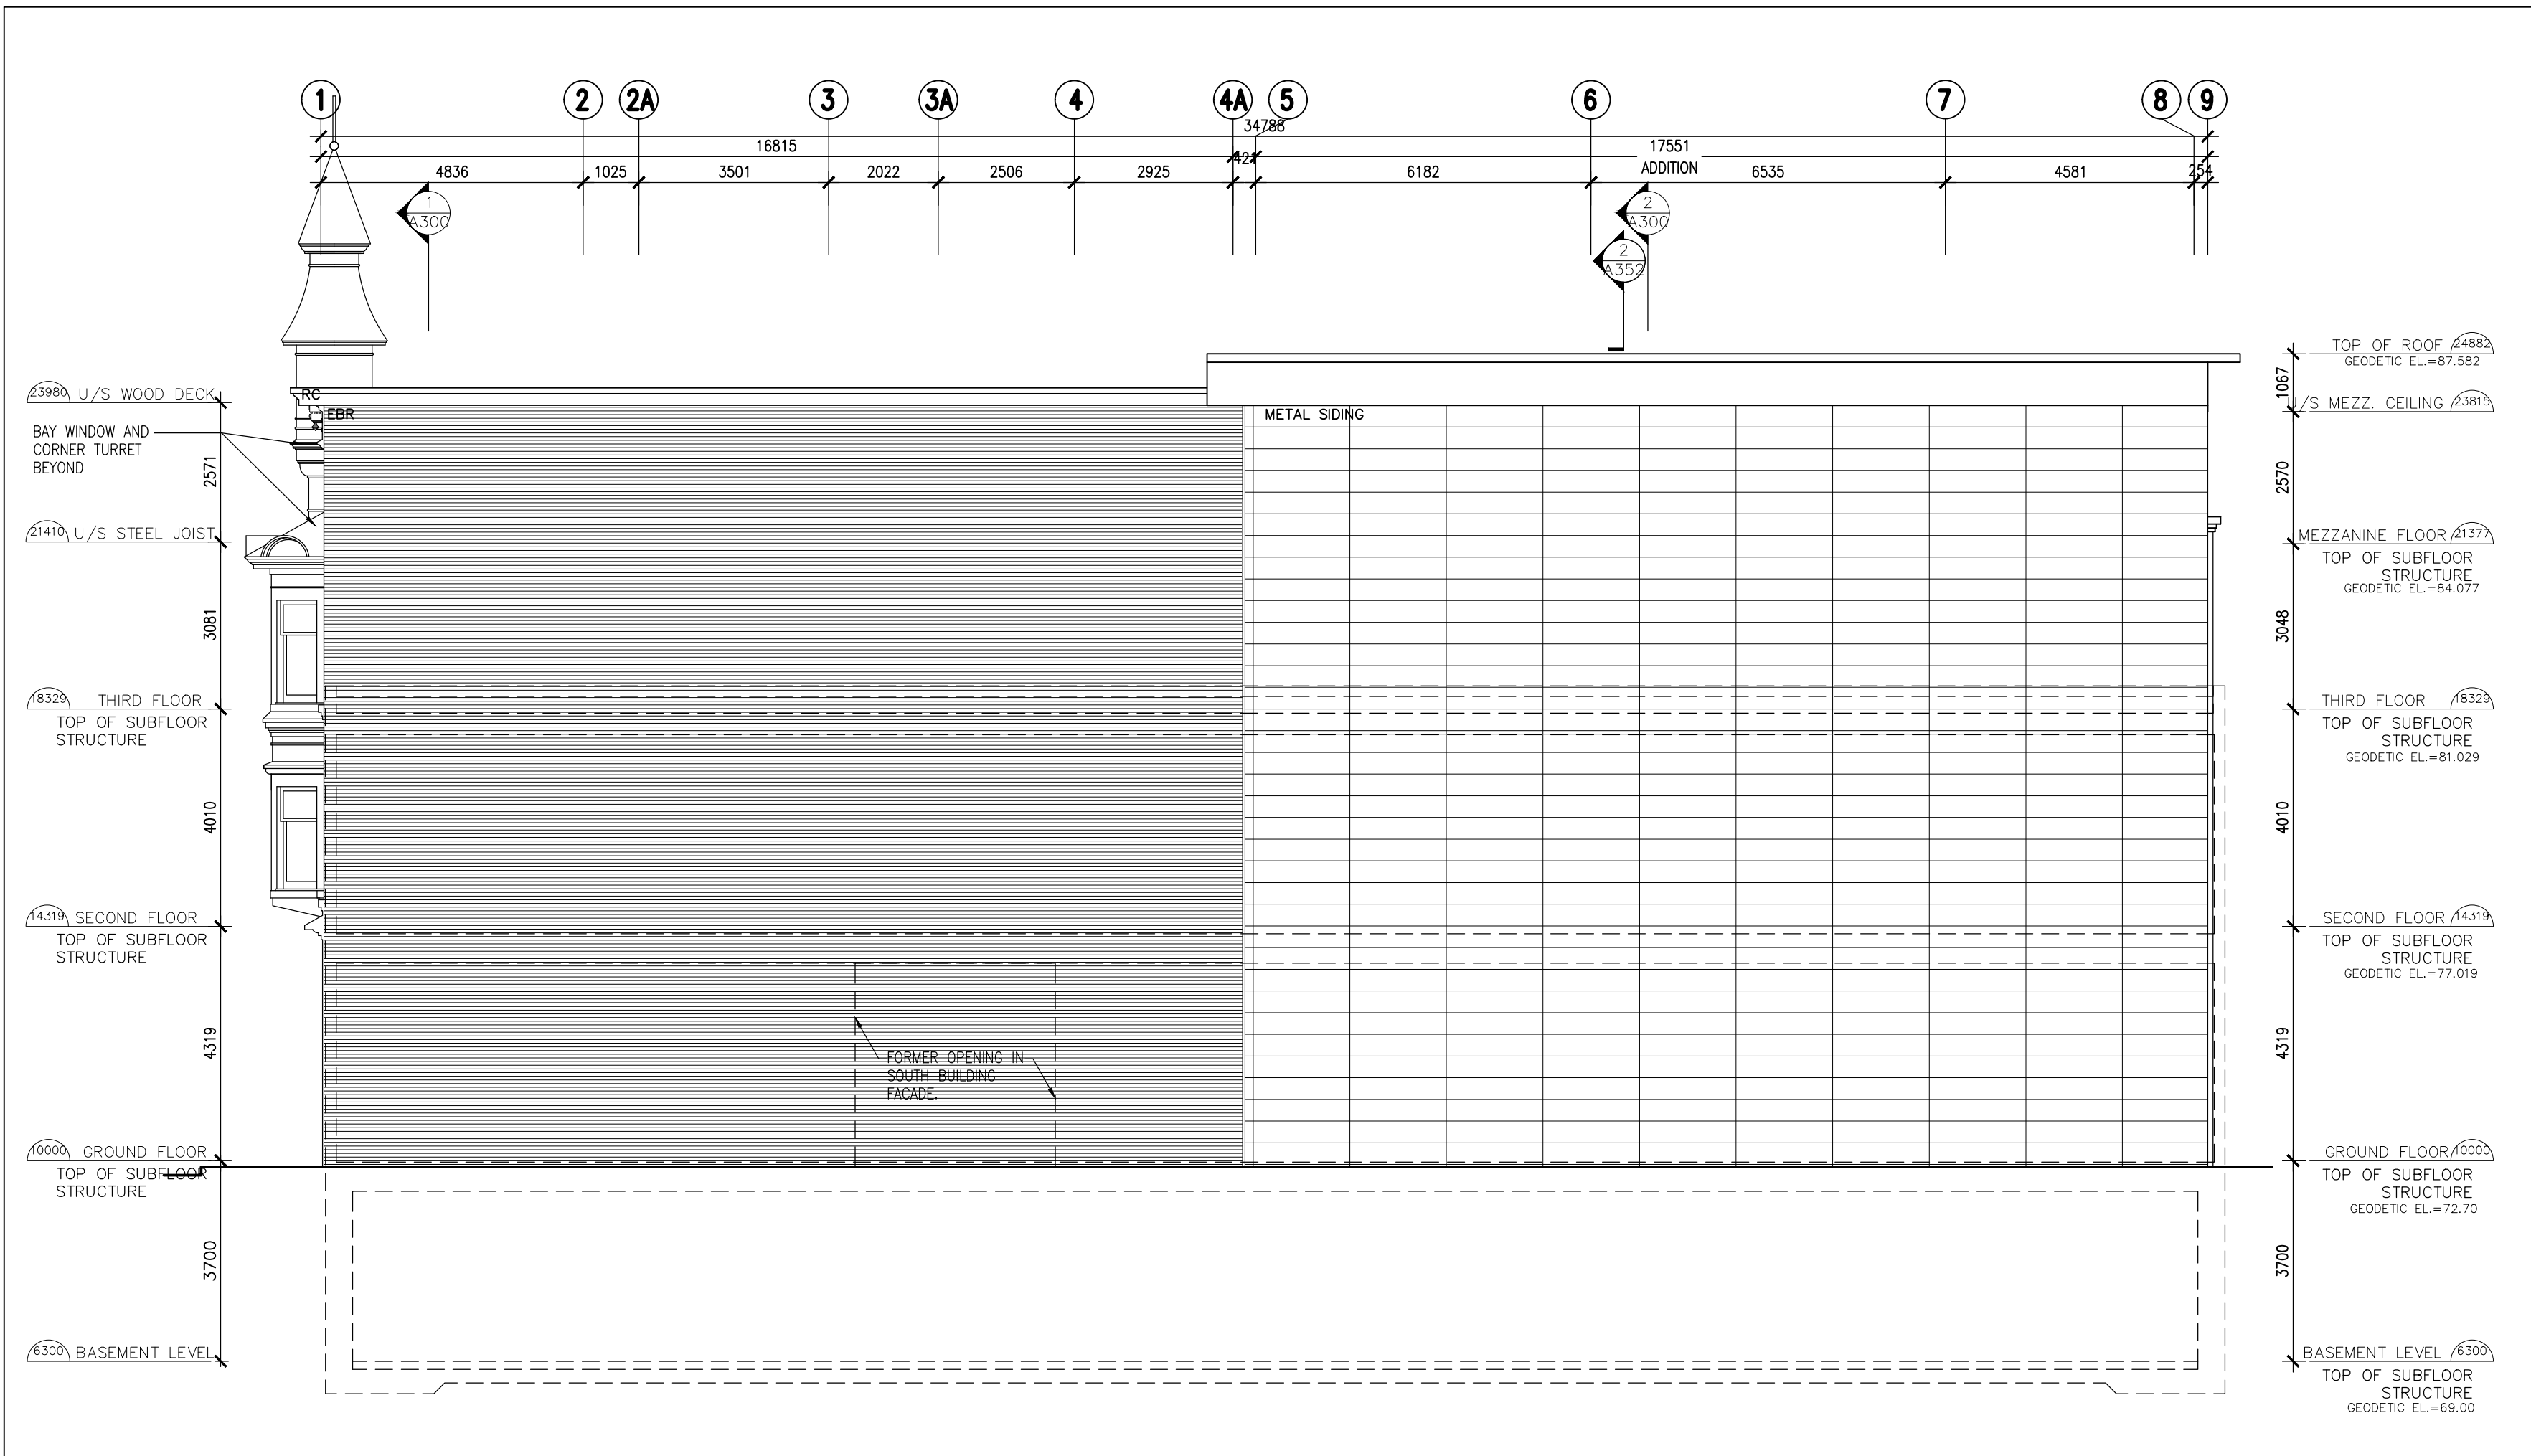 1 2 2A 3 3A 4 4A 5 6 7 8 9
34788
16815 421 17551
ADDITION
4836 1025 3501 2022 2506 2925 6182 6535 4581 254
1
A300
2
A300
2
A352
23980 U/S WOOD DECK
BAY WINDOW AND
CORNER TURRET
BEYOND
2571
21410 U/S STEEL JOIST
3081
18329 THIRD FLOOR
TOP OF SUBFLOOR
STRUCTURE
4010
14319 SECOND FLOOR
TOP OF SUBFLOOR
STRUCTURE
4319
10000 GROUND FLOOR
TOP OF SUBFLOOR
STRUCTURE
3700
6300 BASEMENT LEVEL
RC
EBR
METAL SIDING
FORMER OPENING IN
SOUTH BUILDING
FACADE.
TOP OF ROOF 24882
GEODETIC EL.=87.582
1067
U/S MEZZ. CEILING 23815
2570
MEZZANINE FLOOR 21377
TOP OF SUBFLOOR
STRUCTURE
GEODETIC EL.=84.077
3048
THIRD FLOOR 18329
TOP OF SUBFLOOR
STRUCTURE
GEODETIC EL.=81.029
4010
SECOND FLOOR 14319
TOP OF SUBFLOOR
STRUCTURE
GEODETIC EL.=77.019
4319
GROUND FLOOR 10000
TOP OF SUBFLOOR
STRUCTURE
GEODETIC EL.=72.70
3700
BASEMENT LEVEL 6300
TOP OF SUBFLOOR
STRUCTURE
GEODETIC EL.=69.00